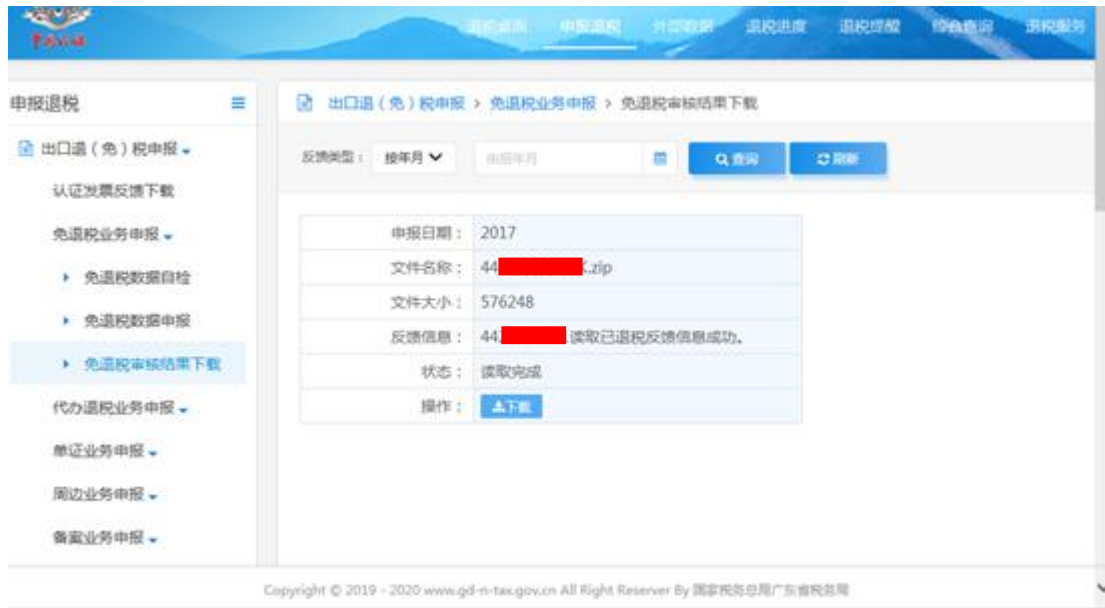 中国税务
退税桌面 申报退税 外部数据 退税进度 退税提醒 综合查询 退税服务
申报退税
出口退（免）税申报 > 免退税业务申报 > 免退税审核结果下载
出口退（免）税申报
反馈类型： 按年月 申报年月 查询 刷新
认证发票反馈下载
免退税业务申报
申报日期： 2017
文件名称： 44 .zip
免退税数据自检
文件大小： 576248
免退税数据申报
反馈信息： 44 读取已退税反馈信息成功。
免退税审核结果下载
状态： 读取完成
代办退税业务申报
操作： 下载
单证业务申报
周边业务申报
备案业务申报
Copyright © 2019 - 2020 www.gd-n-tax.gov.cn All Right Reserver By 国家税务总局广东省税务局